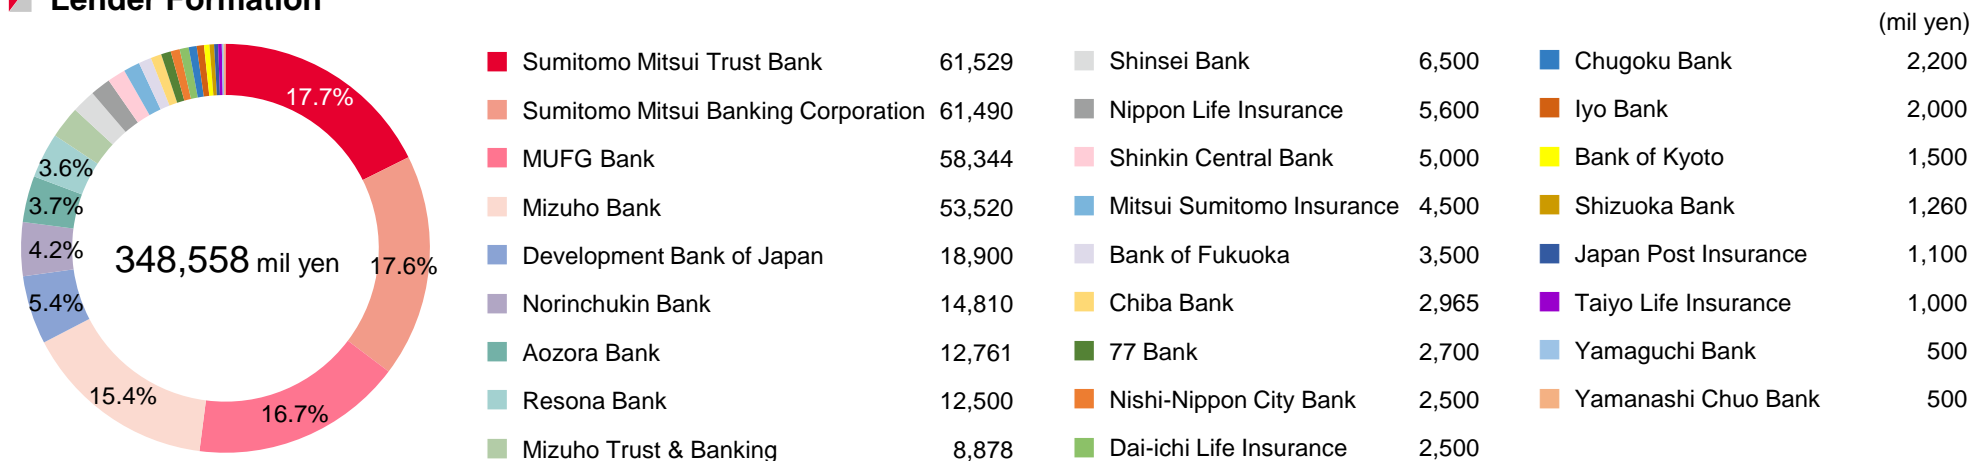 Lender Formation
(mil yen)
17.7%
17.6%
16.7%
15.4%
5.4%
4.2%
3.7%
3.6%
348,558 mil yen
Sumitomo Mitsui Trust Bank 61,529
Sumitomo Mitsui Banking Corporation 61,490
MUFG Bank 58,344
Mizuho Bank 53,520
Development Bank of Japan 18,900
Norinchukin Bank 14,810
Aozora Bank 12,761
Resona Bank 12,500
Mizuho Trust & Banking 8,878
Shinsei Bank 6,500
Nippon Life Insurance 5,600
Shinkin Central Bank 5,000
Mitsui Sumitomo Insurance 4,500
Bank of Fukuoka 3,500
Chiba Bank 2,965
77 Bank 2,700
Nishi-Nippon City Bank 2,500
Dai-ichi Life Insurance 2,500
Chugoku Bank 2,200
Iyo Bank 2,000
Bank of Kyoto 1,500
Shizuoka Bank 1,260
Japan Post Insurance 1,100
Taiyo Life Insurance 1,000
Yamaguchi Bank 500
Yamanashi Chuo Bank 500